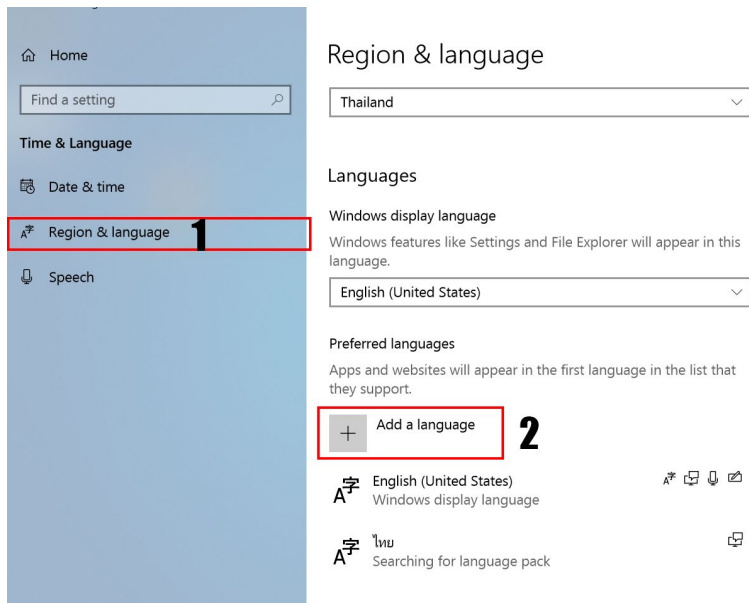 Home
Find a setting
Time & Language
Date & time
Region & language
1
Speech
Region & language
Thailand
Languages
Windows display language
Windows features like Settings and File Explorer will appear in this
language.
English (United States)
Preferred languages
Apps and websites will appear in the first language in the list that
they support.
Add a language
2
English (United States)
Windows display language
ไทย
Searching for language pack